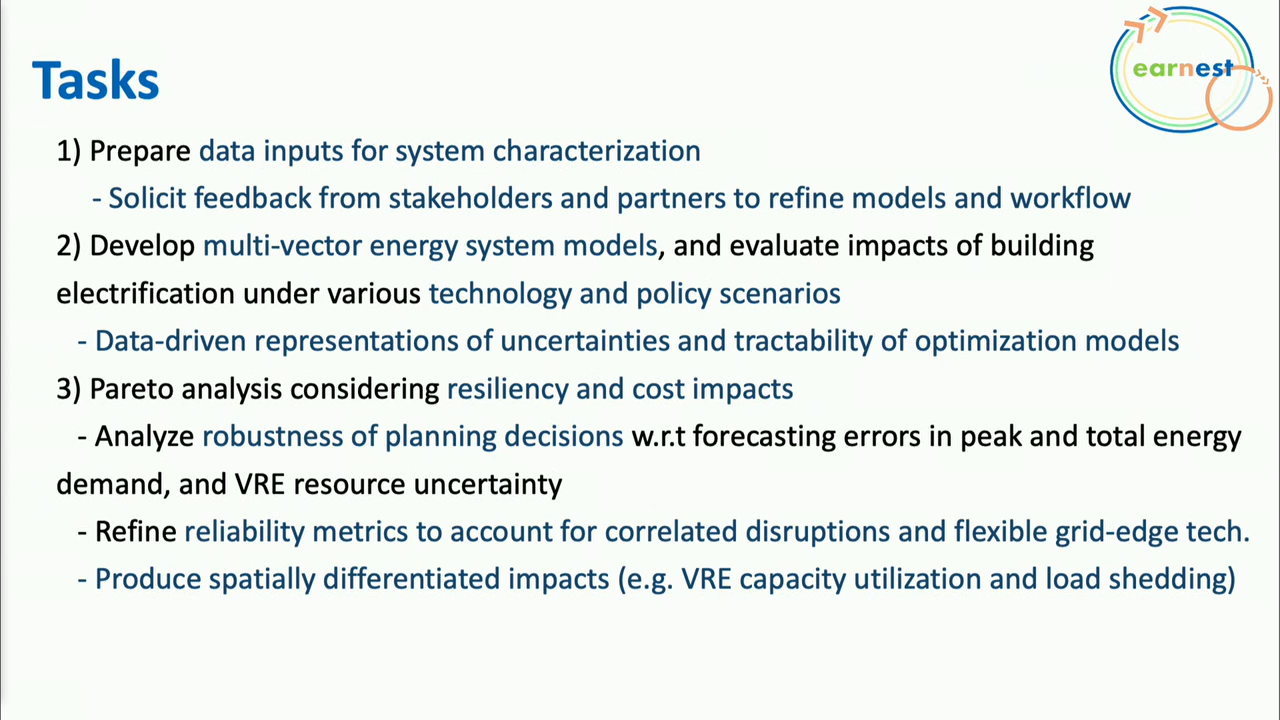 earnest
Tasks
1) Prepare data inputs for system characterization
- Solicit feedback from stakeholders and partners to refine models and workflow
2) Develop multi-vector energy system models, and evaluate impacts of building
electrification under various technology and policy scenarios
- Data-driven representations of uncertainties and tractability of optimization models
3) Pareto analysis considering resiliency and cost impacts
- Analyze robustness of planning decisions w.r.t forecasting errors in peak and total energy
demand, and VRE resource uncertainty
- Refine reliability metrics to account for correlated disruptions and flexible grid-edge tech.
- Produce spatially differentiated impacts (e.g. VRE capacity utilization and load shedding)